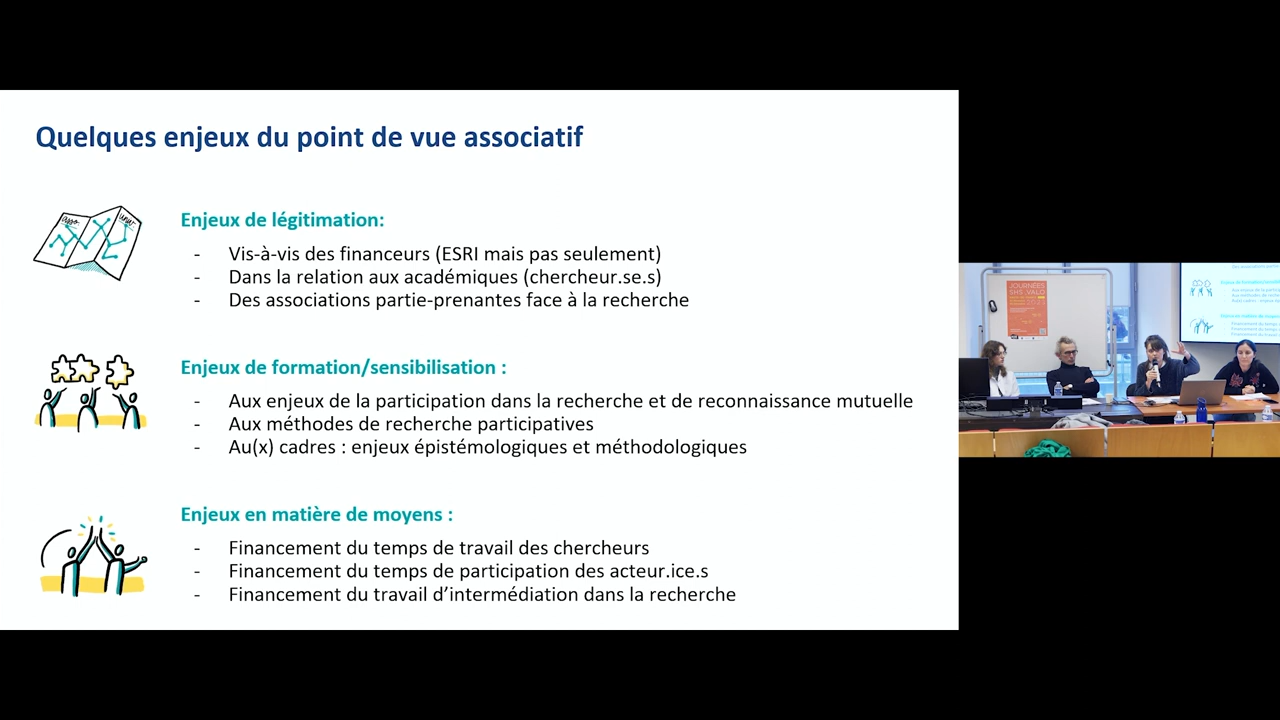 Quelques enjeux du point de vue associatif
asso.
univ.
Enjeux de légitimation:
- Vis-à-vis des financeurs (ESRI mais pas seulement)
- Dans la relation aux académiques (chercheur.se.s)
- Des associations partie-prenantes face à la recherche
Enjeux de formation/sensibilisation :
- Aux enjeux de la participation dans la recherche et de reconnaissance mutuelle
- Aux méthodes de recherche participatives
- Au(x) cadres : enjeux épistémologiques et méthodologiques
Enjeux en matière de moyens :
- Financement du temps de travail des chercheurs
- Financement du temps de participation des acteur.ice.s
- Financement du travail d’intermédiation dans la recherche
JOURNÉES
SHS VALO